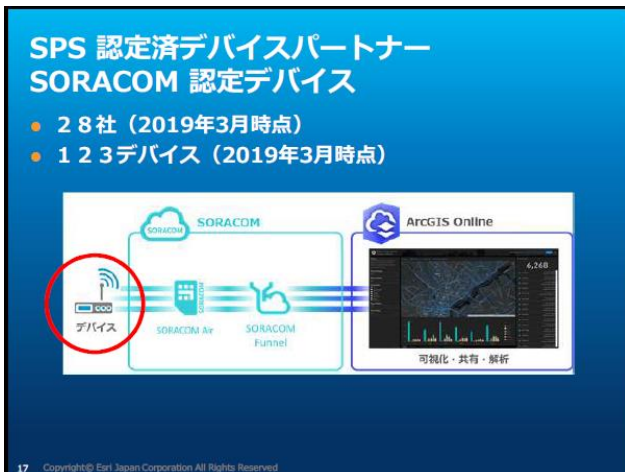 SPS 認定済デバイスパートナー
SORACOM 認定デバイス
● 28社（2019年3月時点）
● 123デバイス（2019年3月時点）
SORACOM
SORACOM
ArcGIS Online
6,268
デバイス
SORACOM
SORACOM Air
SORACOM
Funnel
可視化・共有・解析
17 Copyright© Esri Japan Corporation All Rights Reserved